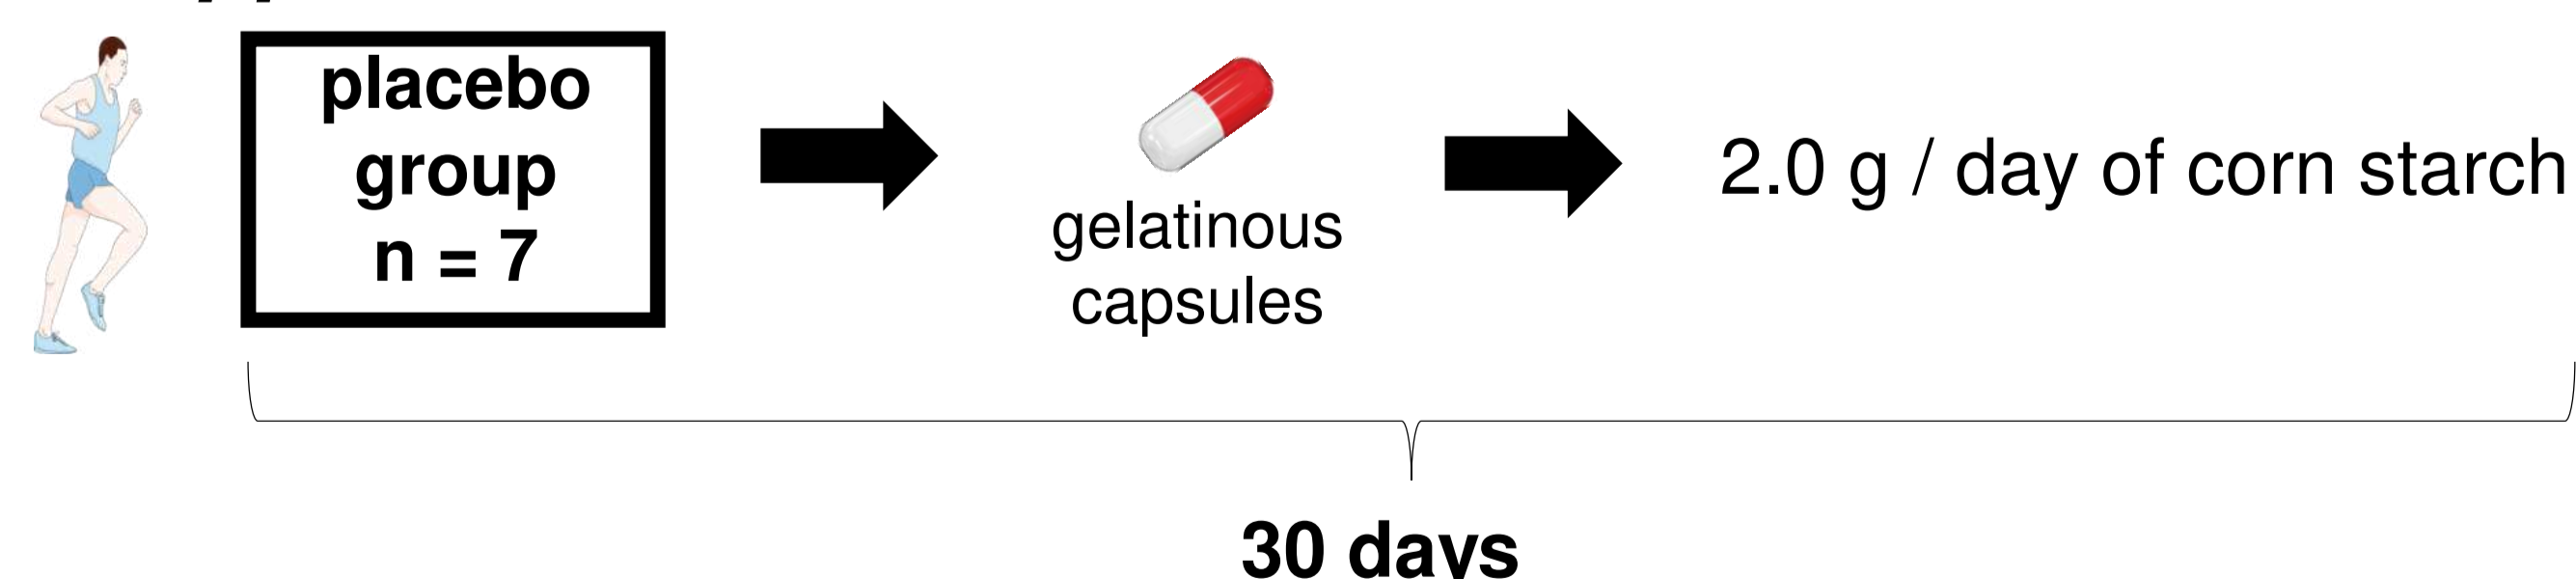 placebo
group
n = 7
gelatinous
capsules
2.0 g / day of corn starch
30 days